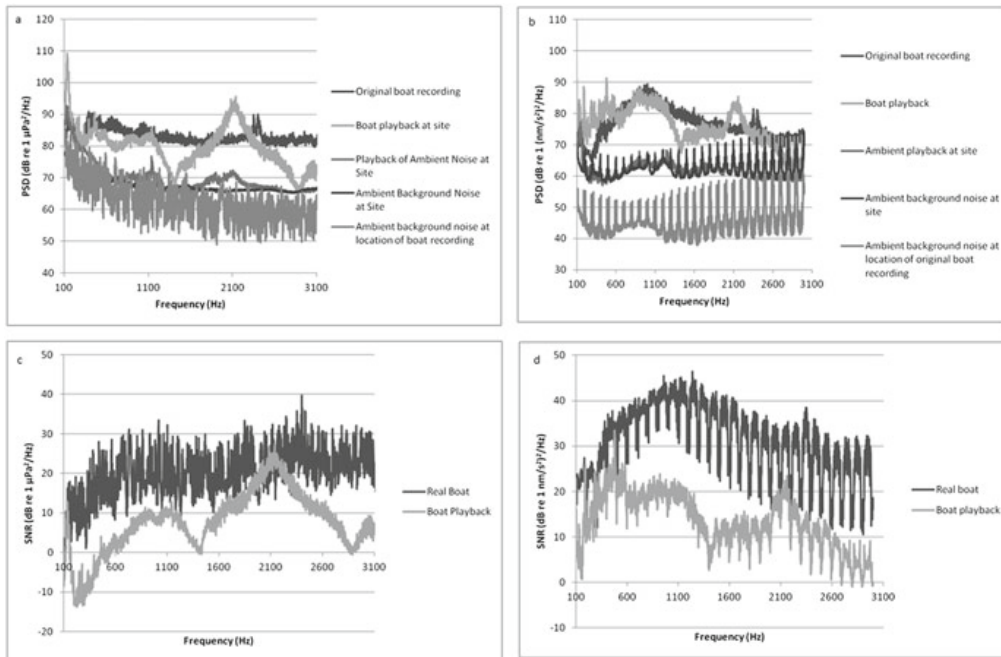 a
PSD (dB re 1 µPa²/Hz)
120
110
100
90
80
70
60
50
40
100
1100
2100
3100
Frequency (Hz)
Original boat recording
Boat playback at site
Playback of Ambient Noise at
Site
Ambient Background Noise
at Site
Ambient background noise at
location of boat recording
b
PSD (dB re 1 (nm/s²)²/Hz)
110
100
90
80
70
60
50
40
30
100
600
1100
1600
2100
2600
3100
Frequency (Hz)
Original boat recording
Boat playback
Ambient playback at site
Ambient background noise at
site
Ambient background noise at
location of original boat
recording
c
SNR (dB re 1 µPa²/Hz)
50
40
30
20
10
0
-10
-20
100
600
1100
1600
2100
2600
3100
Frequency (Hz)
Real Boat
Boat Playback
d
SNR (dB re 1 nm/s²)²/Hz)
50
40
30
20
10
0
-10
100
600
1100
1600
2100
2600
3100
Frequency (Hz)
Real boat
Boat playback